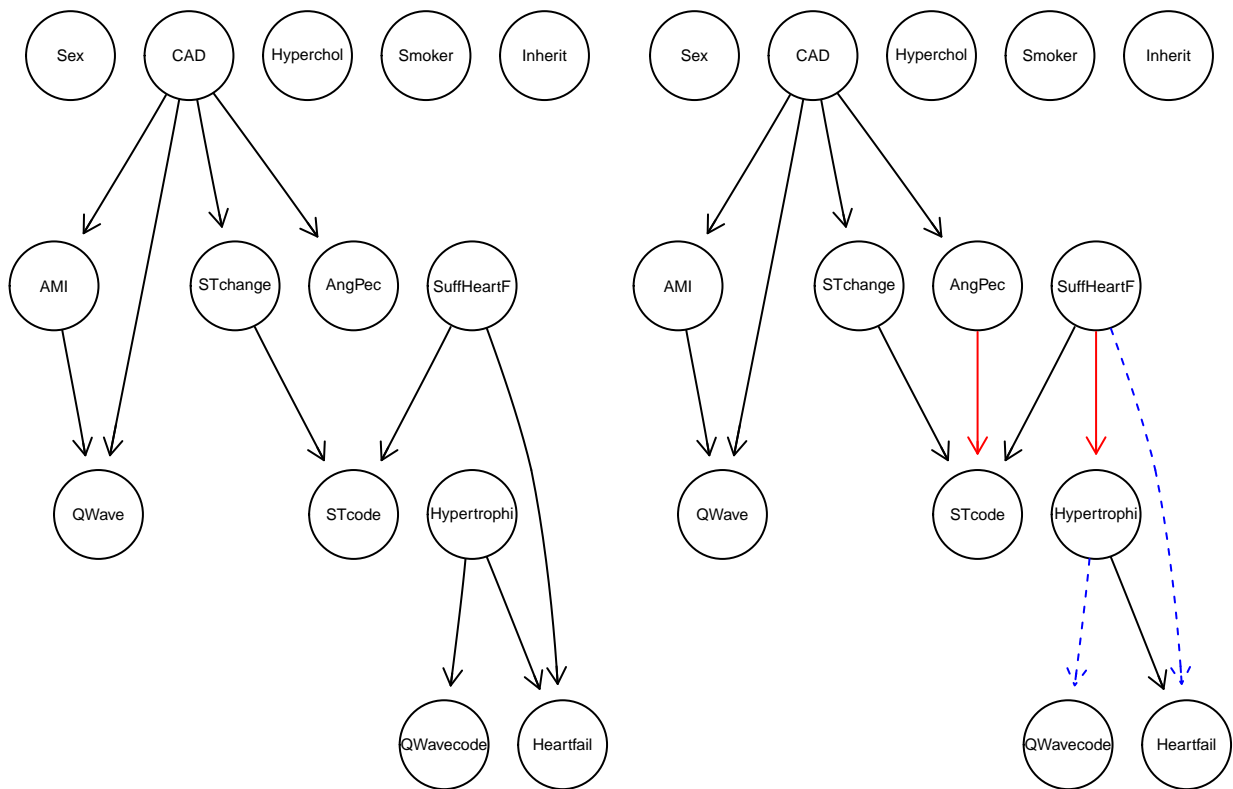 Sex CAD Hyperchol Smoker Inherit
AMI STchange AngPec SuffHeartF
QWave STcode Hypertrophi
QWavecode Heartfail
Sex CAD Hyperchol Smoker Inherit
AMI STchange AngPec SuffHeartF
QWave STcode Hypertrophi
QWavecode Heartfail